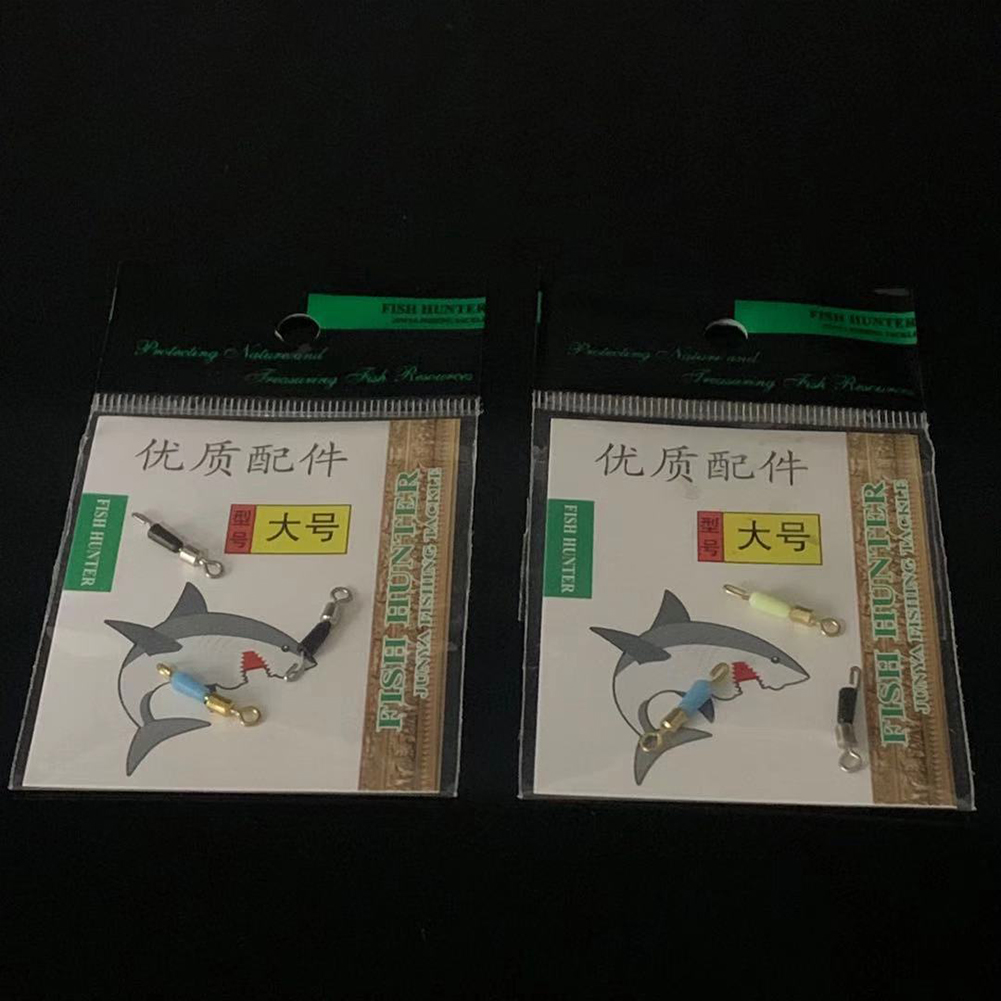 FISH HUNTER
Protecting Nature and
Treasuring Fish Resources
优质配件
FISH HUNTER
型号
大号
FISH HUNTER
JUNYA FISHING TACKLE
FISH HUNTER
Protecting Nature and
Treasuring Fish Resources
优质配件
FISH HUNTER
型号
大号
FISH HUNTER
JUNYA FISHING TACKLE